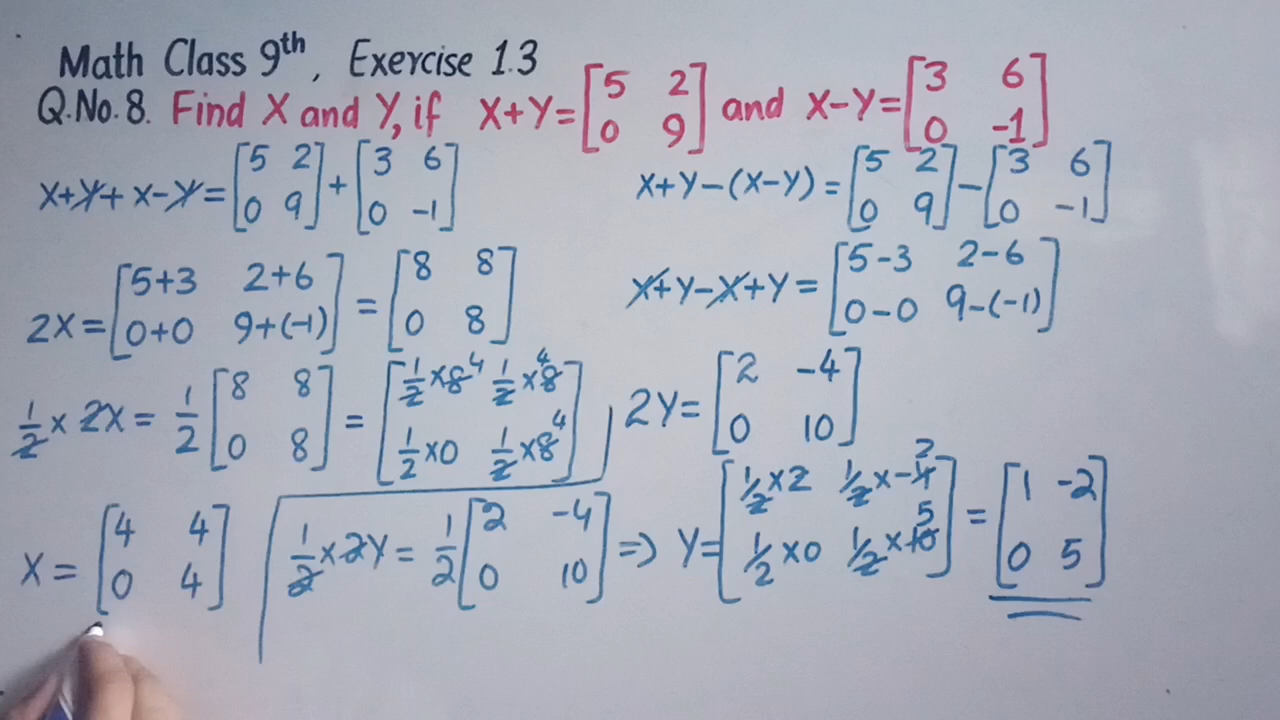 Math Class 9th, Exercise 1.3
Q.No.8. Find X and Y, if X+Y = [5 2; 0 9] and X-Y = [3 6; 0 -1]
X+Y+X-Y = [5 2; 0 9] + [3 6; 0 -1]
2X = [5+3 2+6; 0+0 9+(-1)] = [8 8; 0 8]
1/2 × 2X = 1/2 [8 8; 0 8] = [1/2×8 4 1/2×8 4; 1/2×0 1/2×8 4]
X = [4 4; 0 4]
X+Y-(X-Y) = [5 2; 0 9] - [3 6; 0 -1]
X+Y-X+Y = [5-3 2-6; 0-0 9-(-1)]
2Y = [2 -4; 0 10]
1/2 × 2Y = 1/2 [2 -4; 0 10] => Y = [1/2×2 1/2×-4 2; 1/2×0 1/2×10 5] = [1 -2; 0 5]